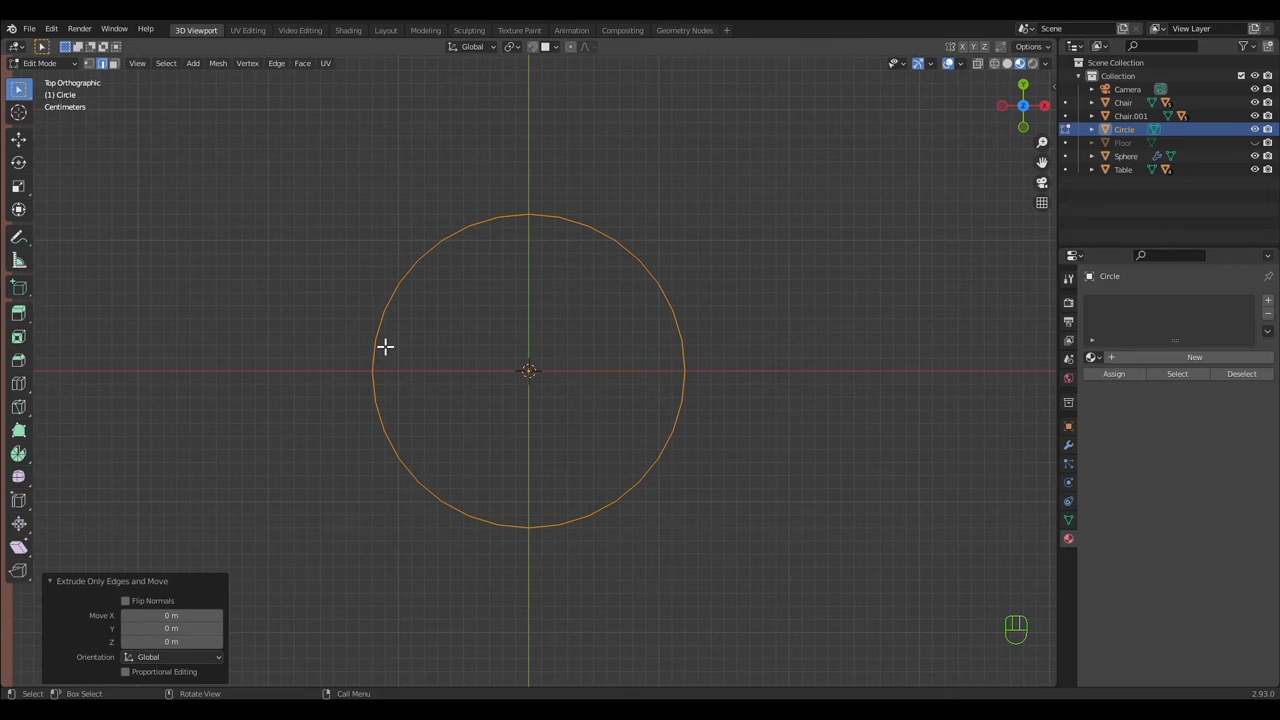 File Edit Render Window Help 3D Viewport UV Editing Video Editing Shading Layout Modeling Sculpting Texture Paint Animation Compositing Geometry Nodes + Scene View Layer
Global X Y Z Options
Edit Mode View Select Add Mesh Vertex Edge Face UV
Top Orthographic
(1) Circle
Centimeters
Y
Z
X
Scene Collection
Collection
Camera
Chair
Chair.001
Circle
Floor
Sphere
Table
Circle
New
Assign Select Deselect
Extrude Only Edges and Move
Flip Normals
Move X 0 m
Y 0 m
Z 0 m
Orientation Global
Proportional Editing
Select Box Select Rotate View Call Menu 2.93.0